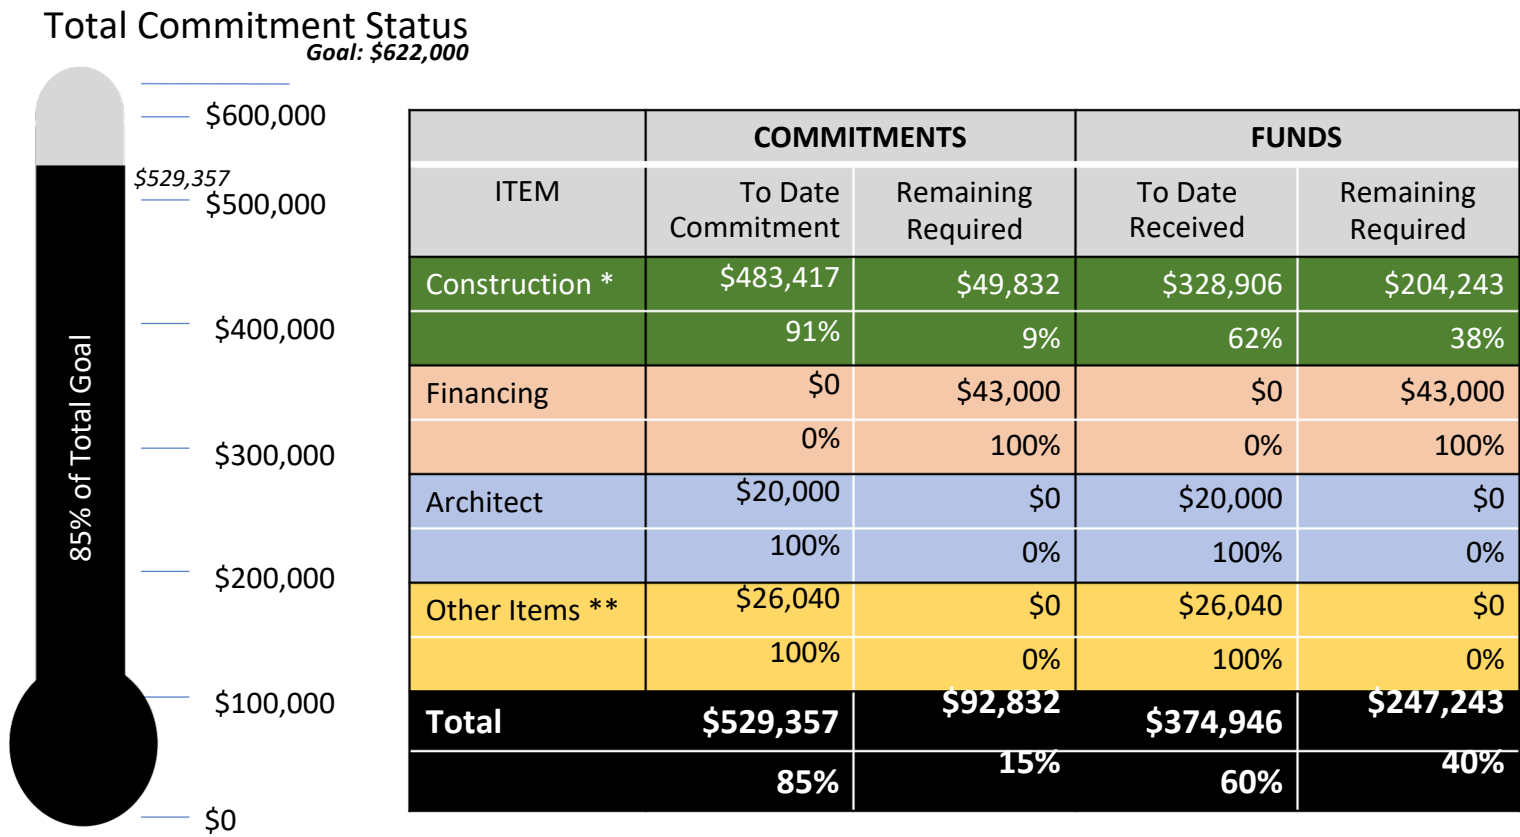 Total Commitment Status
Goal: $622,000
$600,000
$529,357
$500,000
$400,000
$300,000
$200,000
$100,000
$0
85% of Total Goal
COMMITMENTS FUNDS
ITEM To Date Remaining To Date Remaining
Commitment Required Received Required
Construction * $483,417 $49,832 $328,906 $204,243
91% 9% 62% 38%
Financing $0 $43,000 $0 $43,000
0% 100% 0% 100%
Architect $20,000 $0 $20,000 $0
100% 0% 100% 0%
Other Items ** $26,040 $0 $26,040 $0
100% 0% 100% 0%
Total $529,357 $92,832 $374,946 $247,243
85% 15% 60% 40%